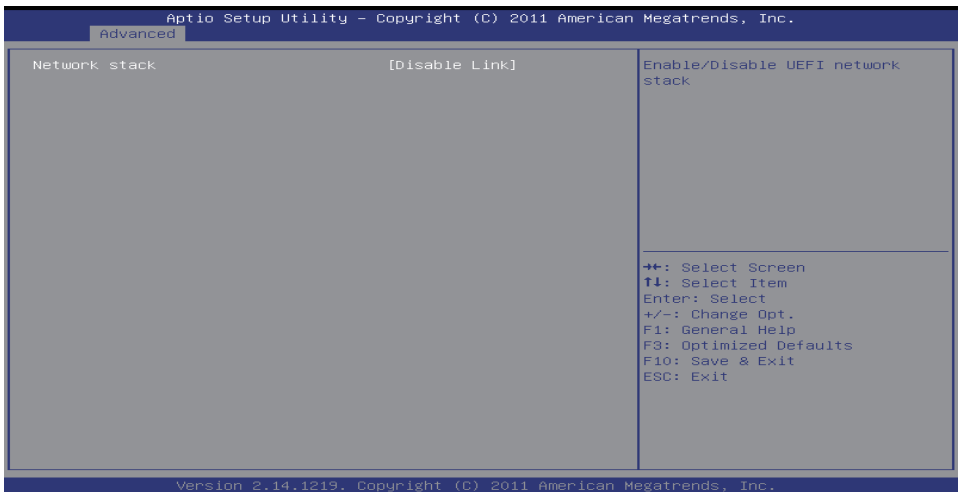 Aptio Setup Utility – Copyright (C) 2011 American Megatrends, Inc.
Advanced
Network stack [Disable Link]
Enable/Disable UEFI network
stack
→←: Select Screen
↑↓: Select Item
Enter: Select
+/-: Change Opt.
F1: General Help
F3: Optimized Defaults
F10: Save & Exit
ESC: Exit
Version 2.14.1219. Copyright (C) 2011 American Megatrends, Inc.